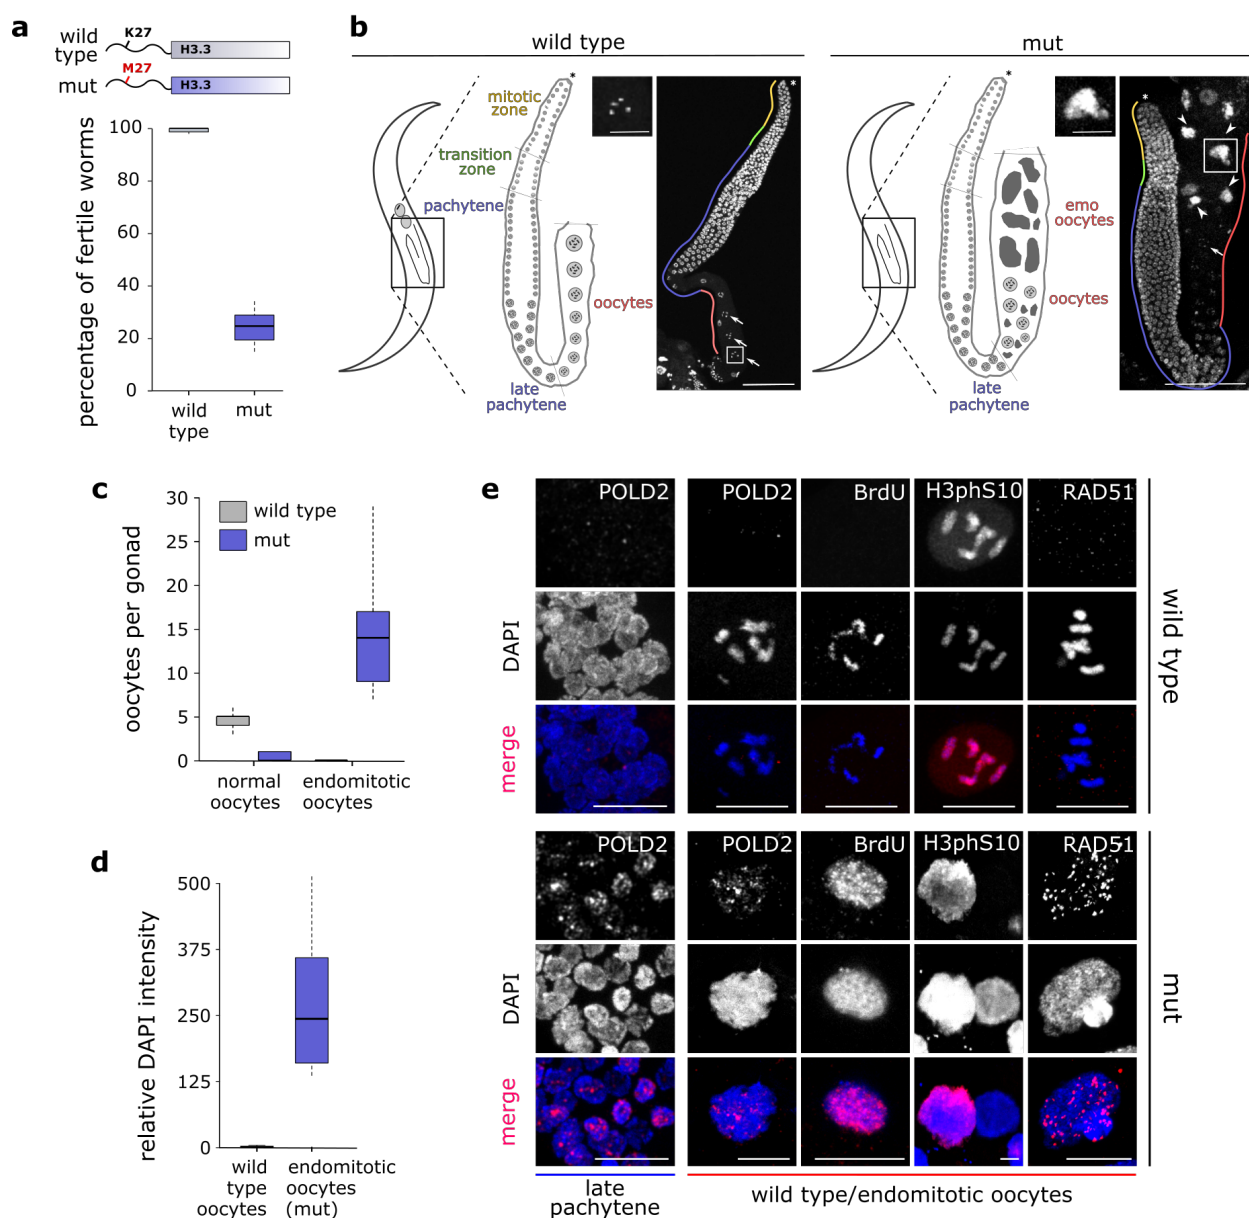 a
wild type
K27
H3.3
mut
M27
H3.3
percentage of fertile worms
100
80
60
40
20
0
wild type
mut
b
wild type
mut
*
mitotic zone
transition zone
pachytene
oocytes
late pachytene
*
*
emo oocytes
oocytes
late pachytene
*
c
oocytes per gonad
30
25
20
15
10
5
0
wild type
mut
normal oocytes
endomitotic oocytes
d
relative DAPI intensity
500
375
250
125
0
wild type oocytes
endomitotic oocytes (mut)
e
POLD2
POLD2
BrdU
H3phS10
RAD51
DAPI
merge
wild type
POLD2
POLD2
BrdU
H3phS10
RAD51
DAPI
merge
mut
late pachytene
wild type/endomitotic oocytes